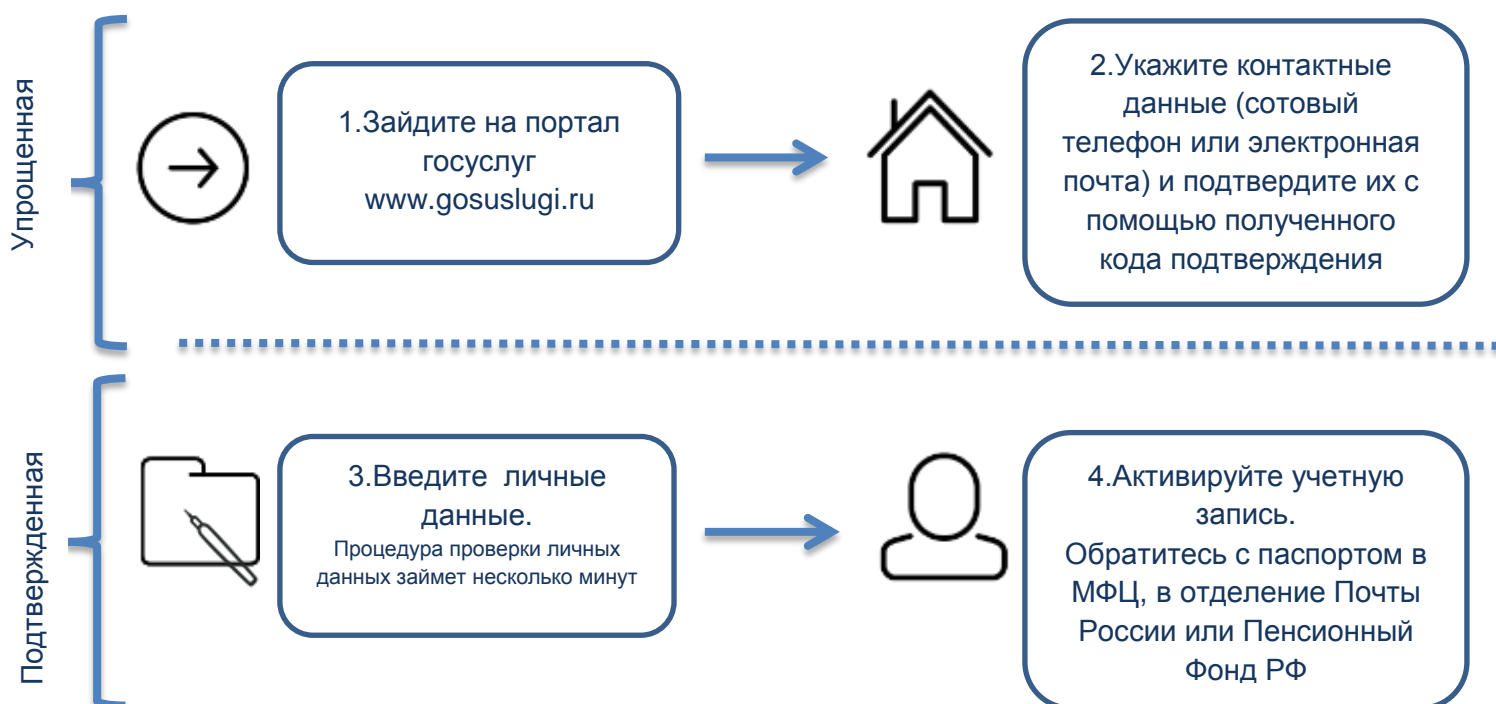 Упрощенная
1.Зайдите на портал
госуслуг
www.gosuslugi.ru
2.Укажите контактные
данные (сотовый
телефон или электронная
почта) и подтвердите их с
помощью полученного
кода подтверждения
Подтвержденная
3.Введите личные
данные.
Процедура проверки личных
данных займет несколько минут
4.Активируйте учетную
запись.
Обратитесь с паспортом в
МФЦ, в отделение Почты
России или Пенсионный
Фонд РФ